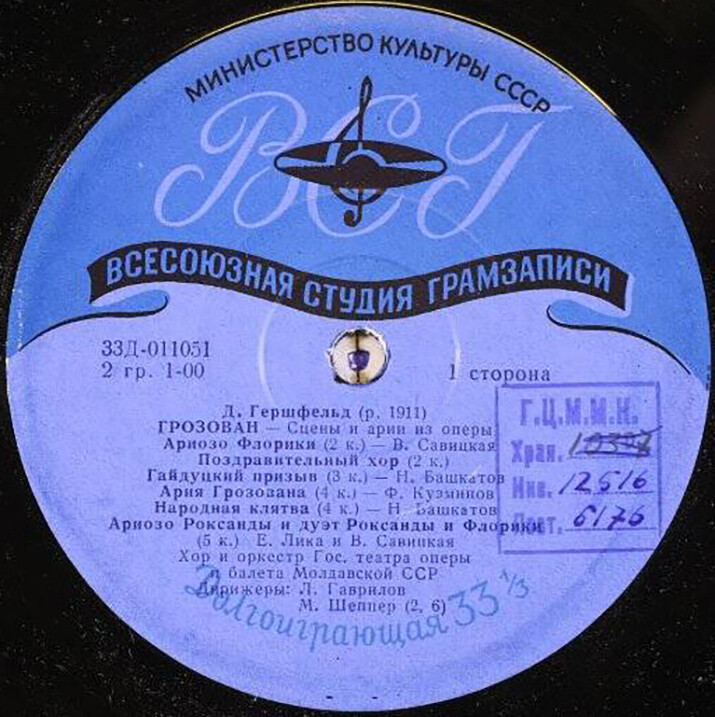 МИНИСТЕРСТВО КУЛЬТУРЫ СССР
ВСГ
ВСЕСОЮЗНАЯ СТУДИЯ ГРАМЗАПИСИ
33Д-011051
2 гр. 1-00
1 сторона
Д. Гершфельд (р. 1911)
ГРОЗОВАН — Сцены и арии из оперы
Ариозо Флорики (2 к.) — В. Савицкая
Поздравительный хор (2 к.)
Гайдуцкий призыв (3 к.) — Н. Башкатов
Ария Грозована (4 к.) — Ф. Кузминов
Народная клятва (4 к.) — Н. Башкатов
Ариозо Роксанды и дуэт Роксанды и Флорики
(5 к.) — Е. Лика и В. Савицкая
Хор и оркестр Гос. театра оперы
и балета Молдавской ССР
Дирижеры: Л. Гаврилов
М. Шеппер (2, 6)
Долгоиграющая 33 1/3
Г.Ц.М.М.К.
Хран.
Инв. 12516
6176